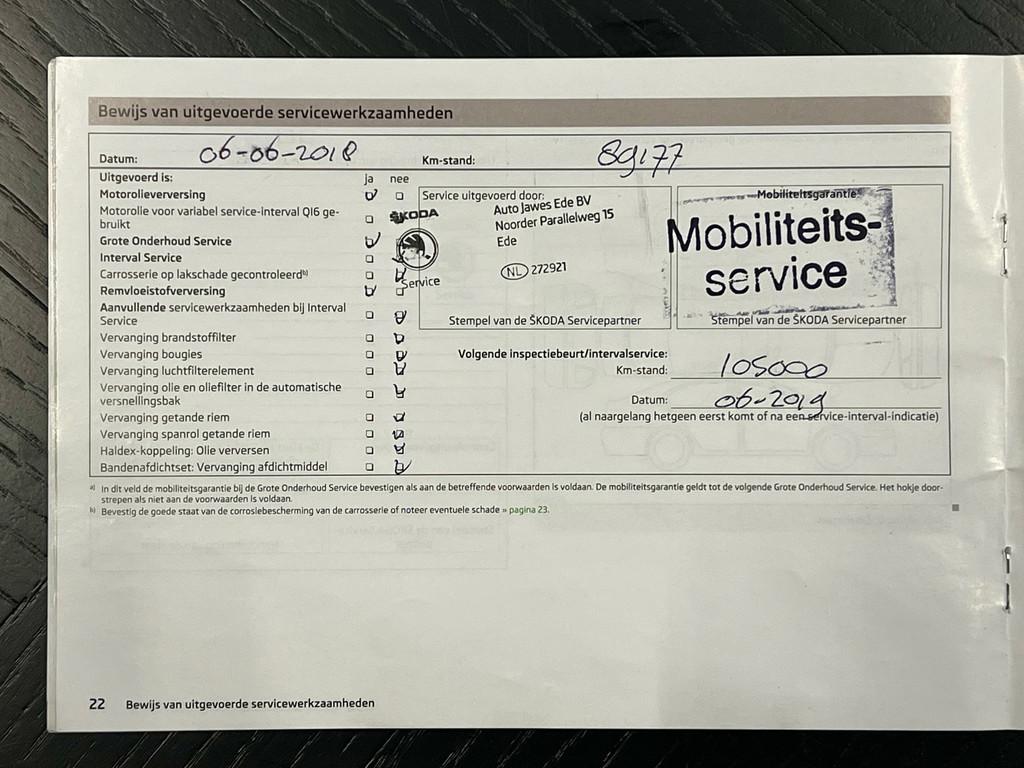 Bewijs van uitgevoerde servicewerkzaamheden
Datum: 06-06-2018 Km-stand: 89177
Uitgevoerd is: ja nee
Motorolieverversing
Motorolie voor variabel service-interval QI6 ge-
bruikt
Grote Onderhoud Service
Interval Service
Carrosserie op lakschade gecontroleerd b)
Remvloeistofverversing
Aanvullende servicewerkzaamheden bij Interval
Service
Vervanging brandstoffilter
Vervanging bougies
Vervanging luchtfilterelement
Vervanging olie en oliefilter in de automatische
versnellingsbak
Vervanging getande riem
Vervanging spanrol getande riem
Haldex-koppeling: Olie verversen
Bandenafdichtset: Vervanging afdichtmiddel
Service uitgevoerd door:
ŠKODA
Service
Auto Jawes Ede BV
Noorder Parallelweg 15
Ede
NL 272921
Stempel van de ŠKODA Servicepartner
Mobiliteitsgarantie
Mobiliteits-
service
Stempel van de ŠKODA Servicepartner
Volgende inspectiebeurt/intervalservice:
Km-stand: 105000
Datum: 06-2019
(al naargelang hetgeen eerst komt of na een service-interval-indicatie)
a) In dit veld de mobiliteitsgarantie bij de Grote Onderhoud Service bevestigen als aan de betreffende voorwaarden is voldaan. De mobiliteitsgarantie geldt tot de volgende Grote Onderhoud Service. Het hokje door-
strepen als niet aan de voorwaarden is voldaan.
b) Bevestig de goede staat van de corrosiebescherming van de carrosserie of noteer eventuele schade » pagina 23.
22 Bewijs van uitgevoerde servicewerkzaamheden